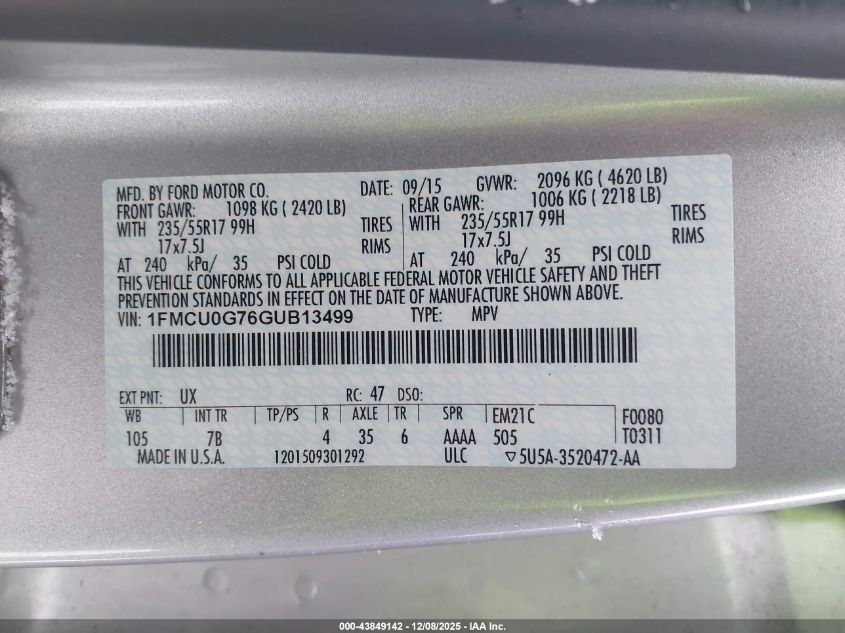 MFD. BY FORD MOTOR CO. DATE: 09/15 GVWR: 2096 KG ( 4620 LB)
FRONT GAWR: 1098 KG ( 2420 LB) REAR GAWR: 1006 KG ( 2218 LB)
WITH 235/55R17 99H TIRES WITH 235/55R17 99H TIRES
17x7.5J RIMS 17x7.5J RIMS
AT 240 kPa/ 35 PSI COLD AT 240 kPa/ 35 PSI COLD
THIS VEHICLE CONFORMS TO ALL APPLICABLE FEDERAL MOTOR VEHICLE SAFETY AND THEFT
PREVENTION STANDARDS IN EFFECT ON THE DATE OF MANUFACTURE SHOWN ABOVE.
VIN: 1FMCU0G76GUB13499 TYPE: MPV
EXT PNT: UX RC: 47 DSO:
WB INT TR TP/PS R AXLE TR SPR EM21C F0080
105 7B 4 35 6 AAAA 505 T0311
MADE IN U.S.A. 1201509301292 ULC ▽5U5A-3520472-AA
000-43849142 - 12/08/2025 - IAA Inc.